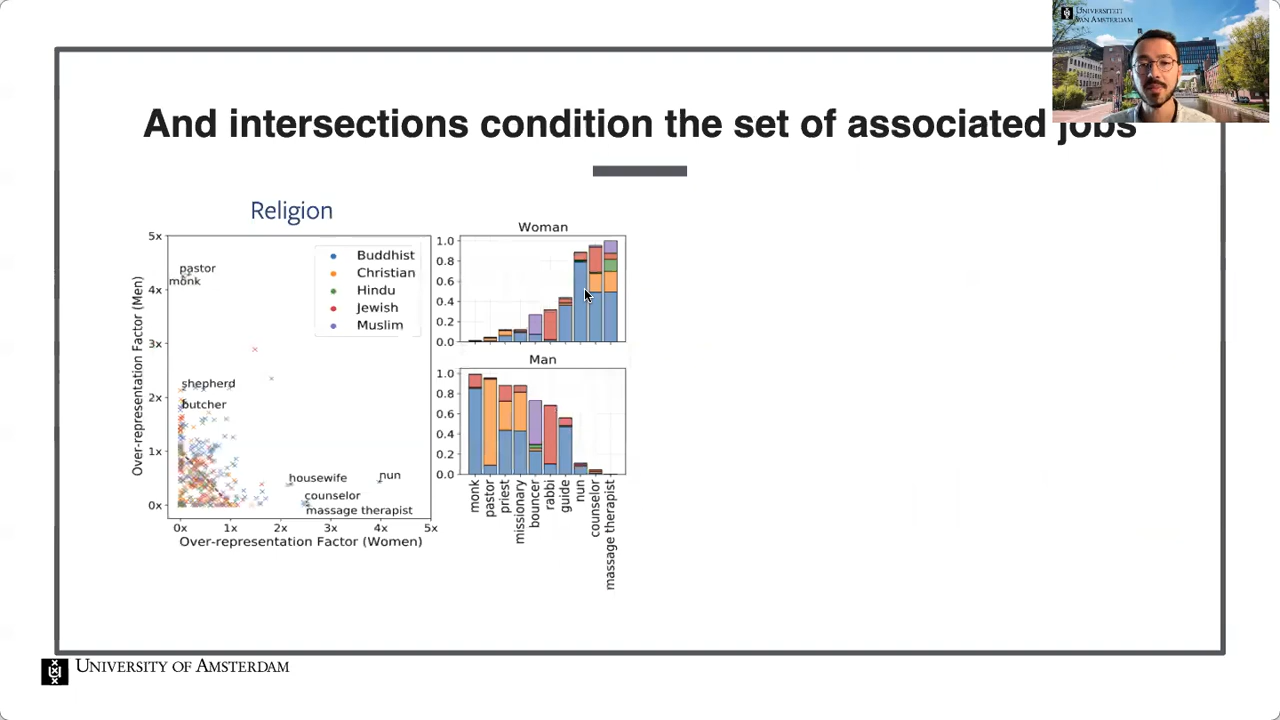 UNIVERSITEIT
VAN AMSTERDAM
And intersections condition the set of associated jobs
Religion
5x
4x
3x
2x
1x
0x
Over-representation Factor (Men)
pastor
monk
shepherd
butcher
housewife
nun
counselor
massage therapist
Buddhist
Christian
Hindu
Jewish
Muslim
0x 1x 2x 3x 4x 5x
Over-representation Factor (Women)
Woman
1.0
0.8
0.6
0.4
0.2
0.0
Man
1.0
0.8
0.6
0.4
0.2
0.0
monk
pastor
priest
missionary
bouncer
rabbi
guide
nun
counselor
massage therapist
UNIVERSITY OF AMSTERDAM